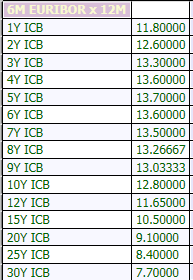 6M EURIBOR x 12M
1Y ICB 11.80000
2Y ICB 12.60000
3Y ICB 13.30000
4Y ICB 13.60000
5Y ICB 13.70000
6Y ICB 13.60000
7Y ICB 13.50000
8Y ICB 13.26667
9Y ICB 13.03333
10Y ICB 12.80000
12Y ICB 11.65000
15Y ICB 10.50000
20Y ICB 9.10000
25Y ICB 8.40000
30Y ICB 7.70000